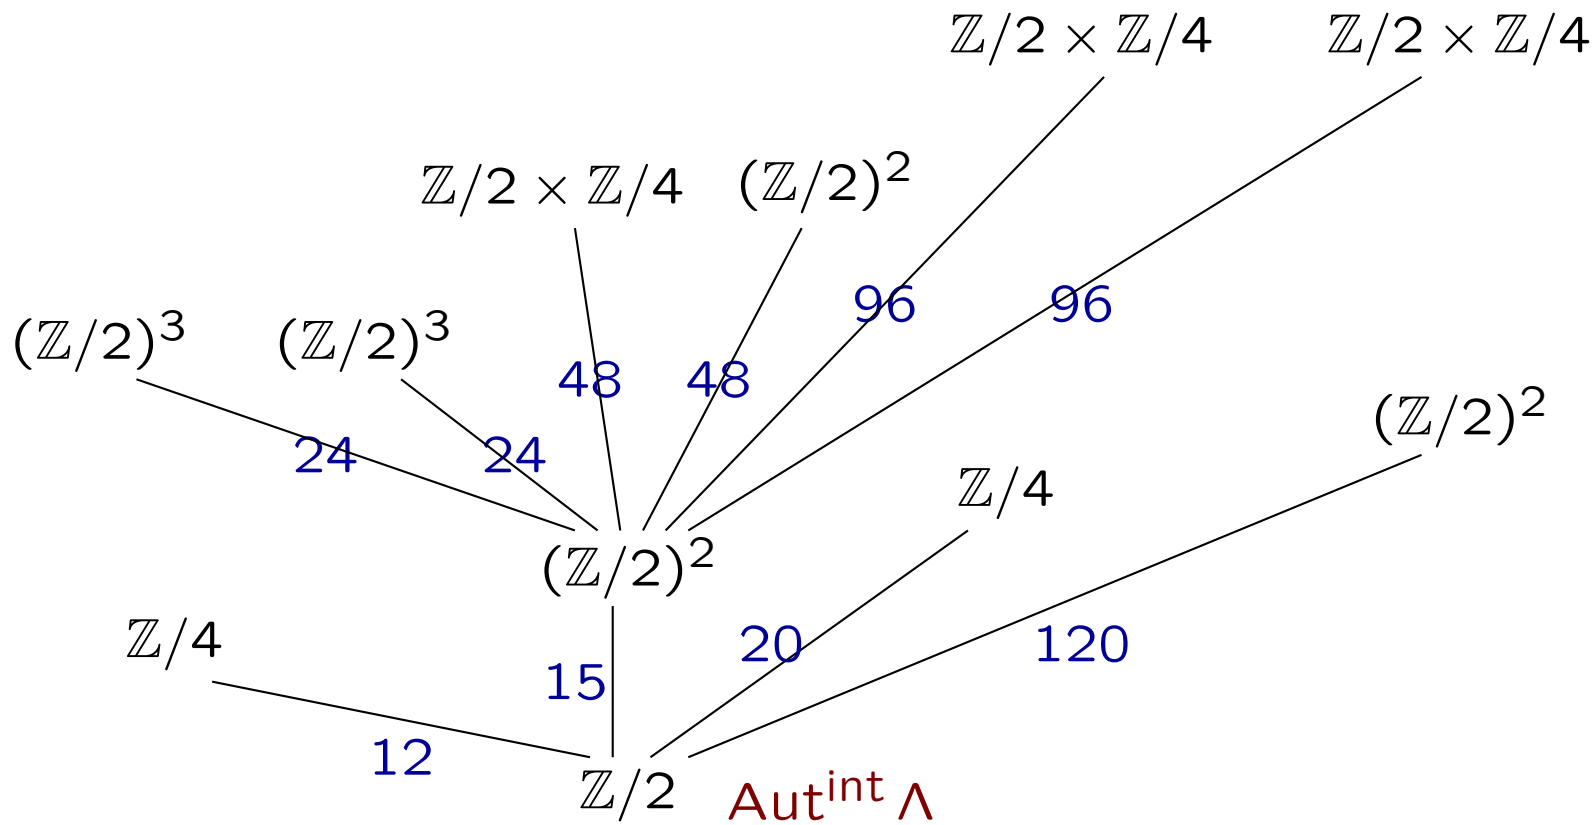 ℤ/2 × ℤ/4 ℤ/2 × ℤ/4
ℤ/2 × ℤ/4 (ℤ/2)²
(ℤ/2)³ (ℤ/2)³
96 96
48 48
(ℤ/2)²
24 24
ℤ/4
(ℤ/2)²
ℤ/4
20 120
15
12
ℤ/2 Aut^int Λ